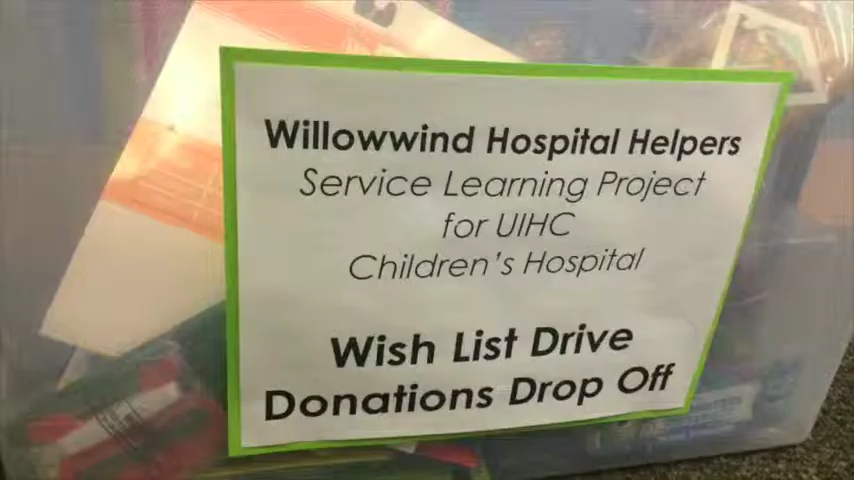 Willowwind Hospital Helpers
Service Learning Project
for UIHC
Children's Hospital
Wish List Drive
Donations Drop Off